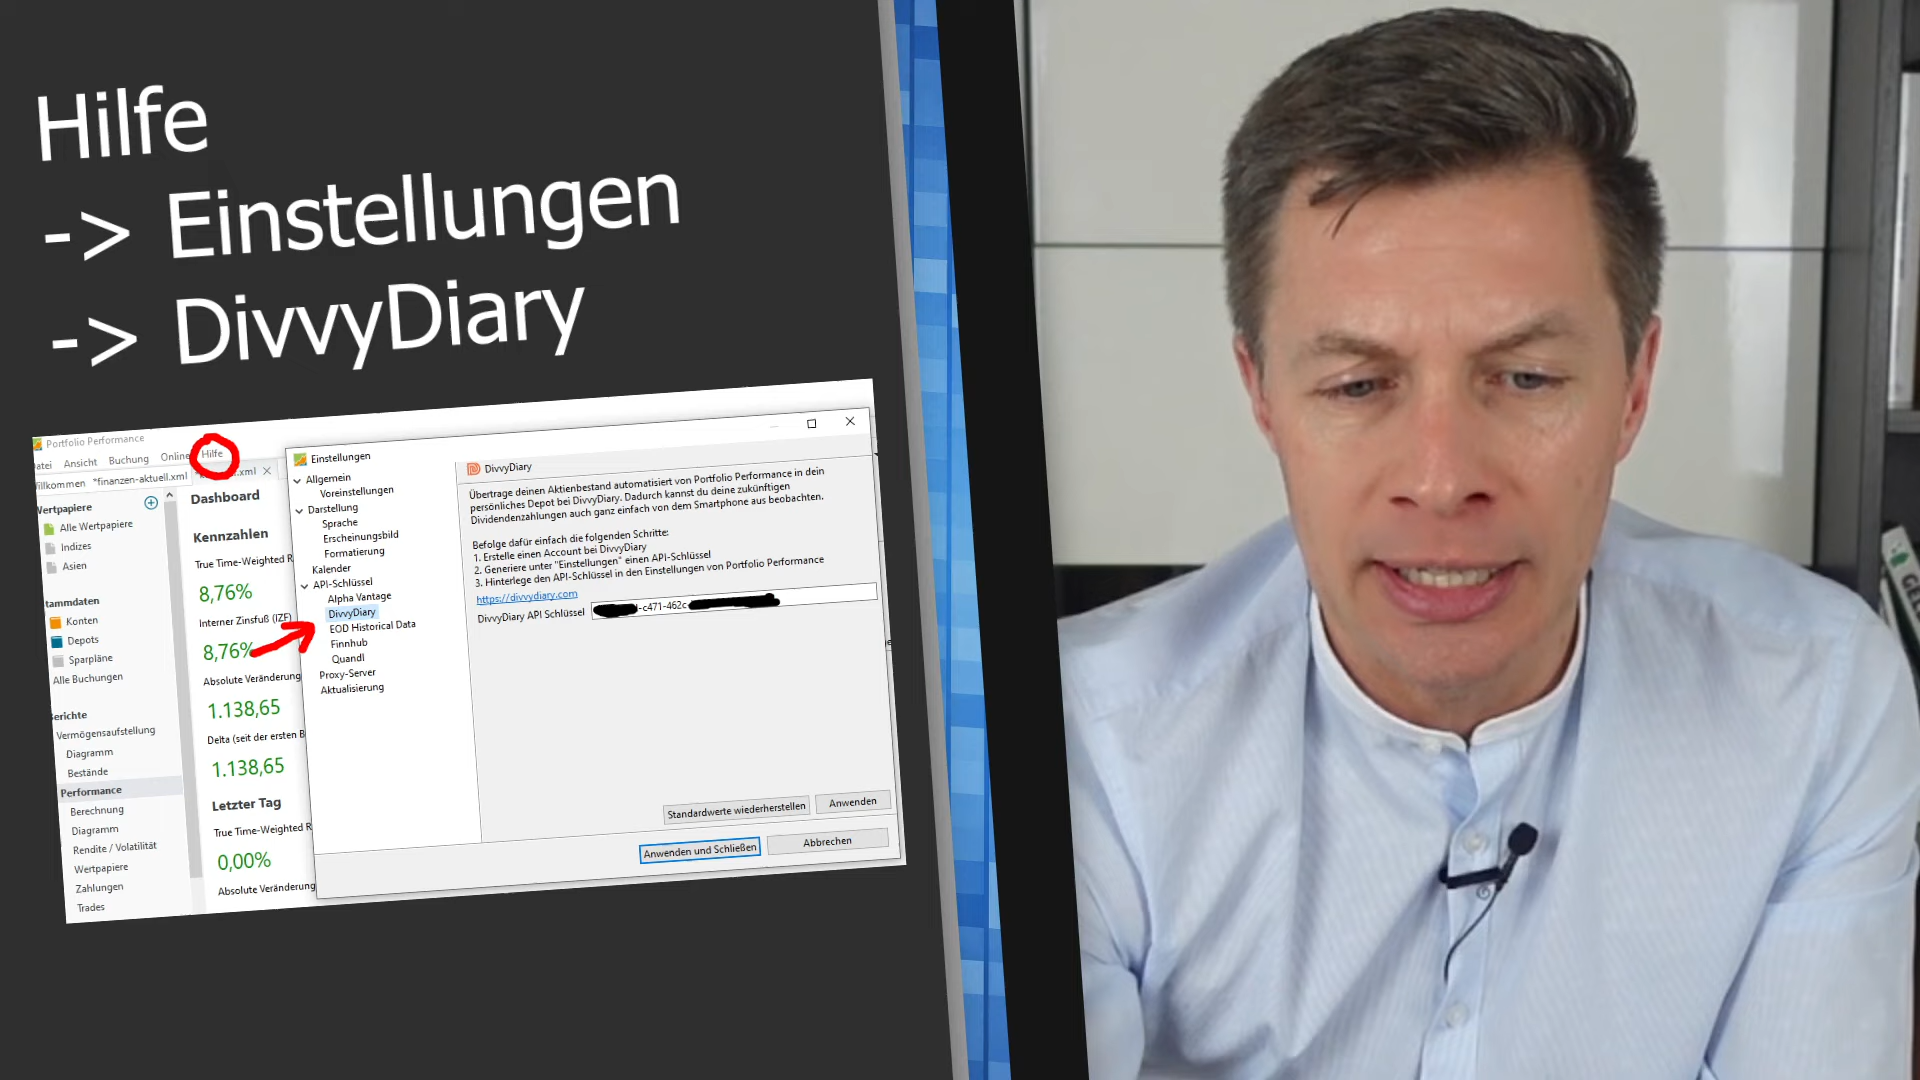 Hilfe
-> Einstellungen
-> DivvyDiary
Portfolio Performance
Ansicht Buchung Online Hilfe
*finanzen-aktuell.xml
.xml
Alle Wertpapiere
Indizes
Asien
Konten
Depots
Sparpläne
Alle Buchungen
Vermögensaufstellung
Diagramm
Bestände
Performance
Berechnung
Diagramm
Rendite / Volatilität
Wertpapiere
Zahlungen
Trades
Dashboard
Kennzahlen
True Time-Weighted R
8,76%
Interner Zinsfuß (IZF)
8,76%
Absolute Veränderung
1.138,65
Delta (seit der ersten B
1.138,65
Letzter Tag
True Time-Weighted R
0,00%
Absolute Veränderung
Einstellungen
Allgemein
Voreinstellungen
Darstellung
Sprache
Erscheinungsbild
Formatierung
Kalender
API-Schlüssel
Alpha Vantage
DivvyDiary
EOD Historical Data
Finnhub
Quandl
Proxy-Server
Aktualisierung
DivvyDiary
Übertrage deinen Aktienbestand automatisiert von Portfolio Performance in dein
persönliches Depot bei DivvyDiary. Dadurch kannst du deine zukünftigen
Dividendenzahlungen auch ganz einfach von dem Smartphone aus beobachten.
Befolge dafür einfach die folgenden Schritte:
1. Erstelle einen Account bei DivvyDiary
2. Generiere unter "Einstellungen" einen API-Schlüssel
3. Hinterlege den API-Schlüssel in den Einstellungen von Portfolio Performance
https://divvydiary.com
DivvyDiary API Schlüssel -c471-462c-
Standardwerte wiederherstellen Anwenden
Anwenden und Schließen Abbrechen